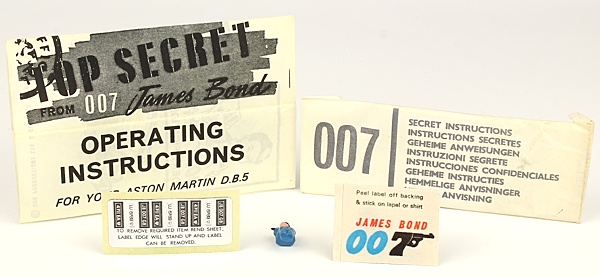 TOP SECRET
FROM 007 James Bond
OPERATING
INSTRUCTIONS
FOR YOUR ASTON MARTIN D.B.5
007
SECRET INSTRUCTIONS
INSTRUCTIONS SECRETES
GEHEIME ANWEISUNGEN
INSTRUZIONI SEGRETE
INSTRUCCIONES CONFIDENCIALES
GEHEIME INSTRUCTIES
HEMMELIGE ANVISNINGER
ANVISNING
TO REMOVE REQUIRED ITEM BEND SHEET,
LABEL EDGE WILL STAND UP AND LABEL
CAN BE REMOVED.
Peel label off backing
& stick on lapel or shirt
JAMES BOND
007